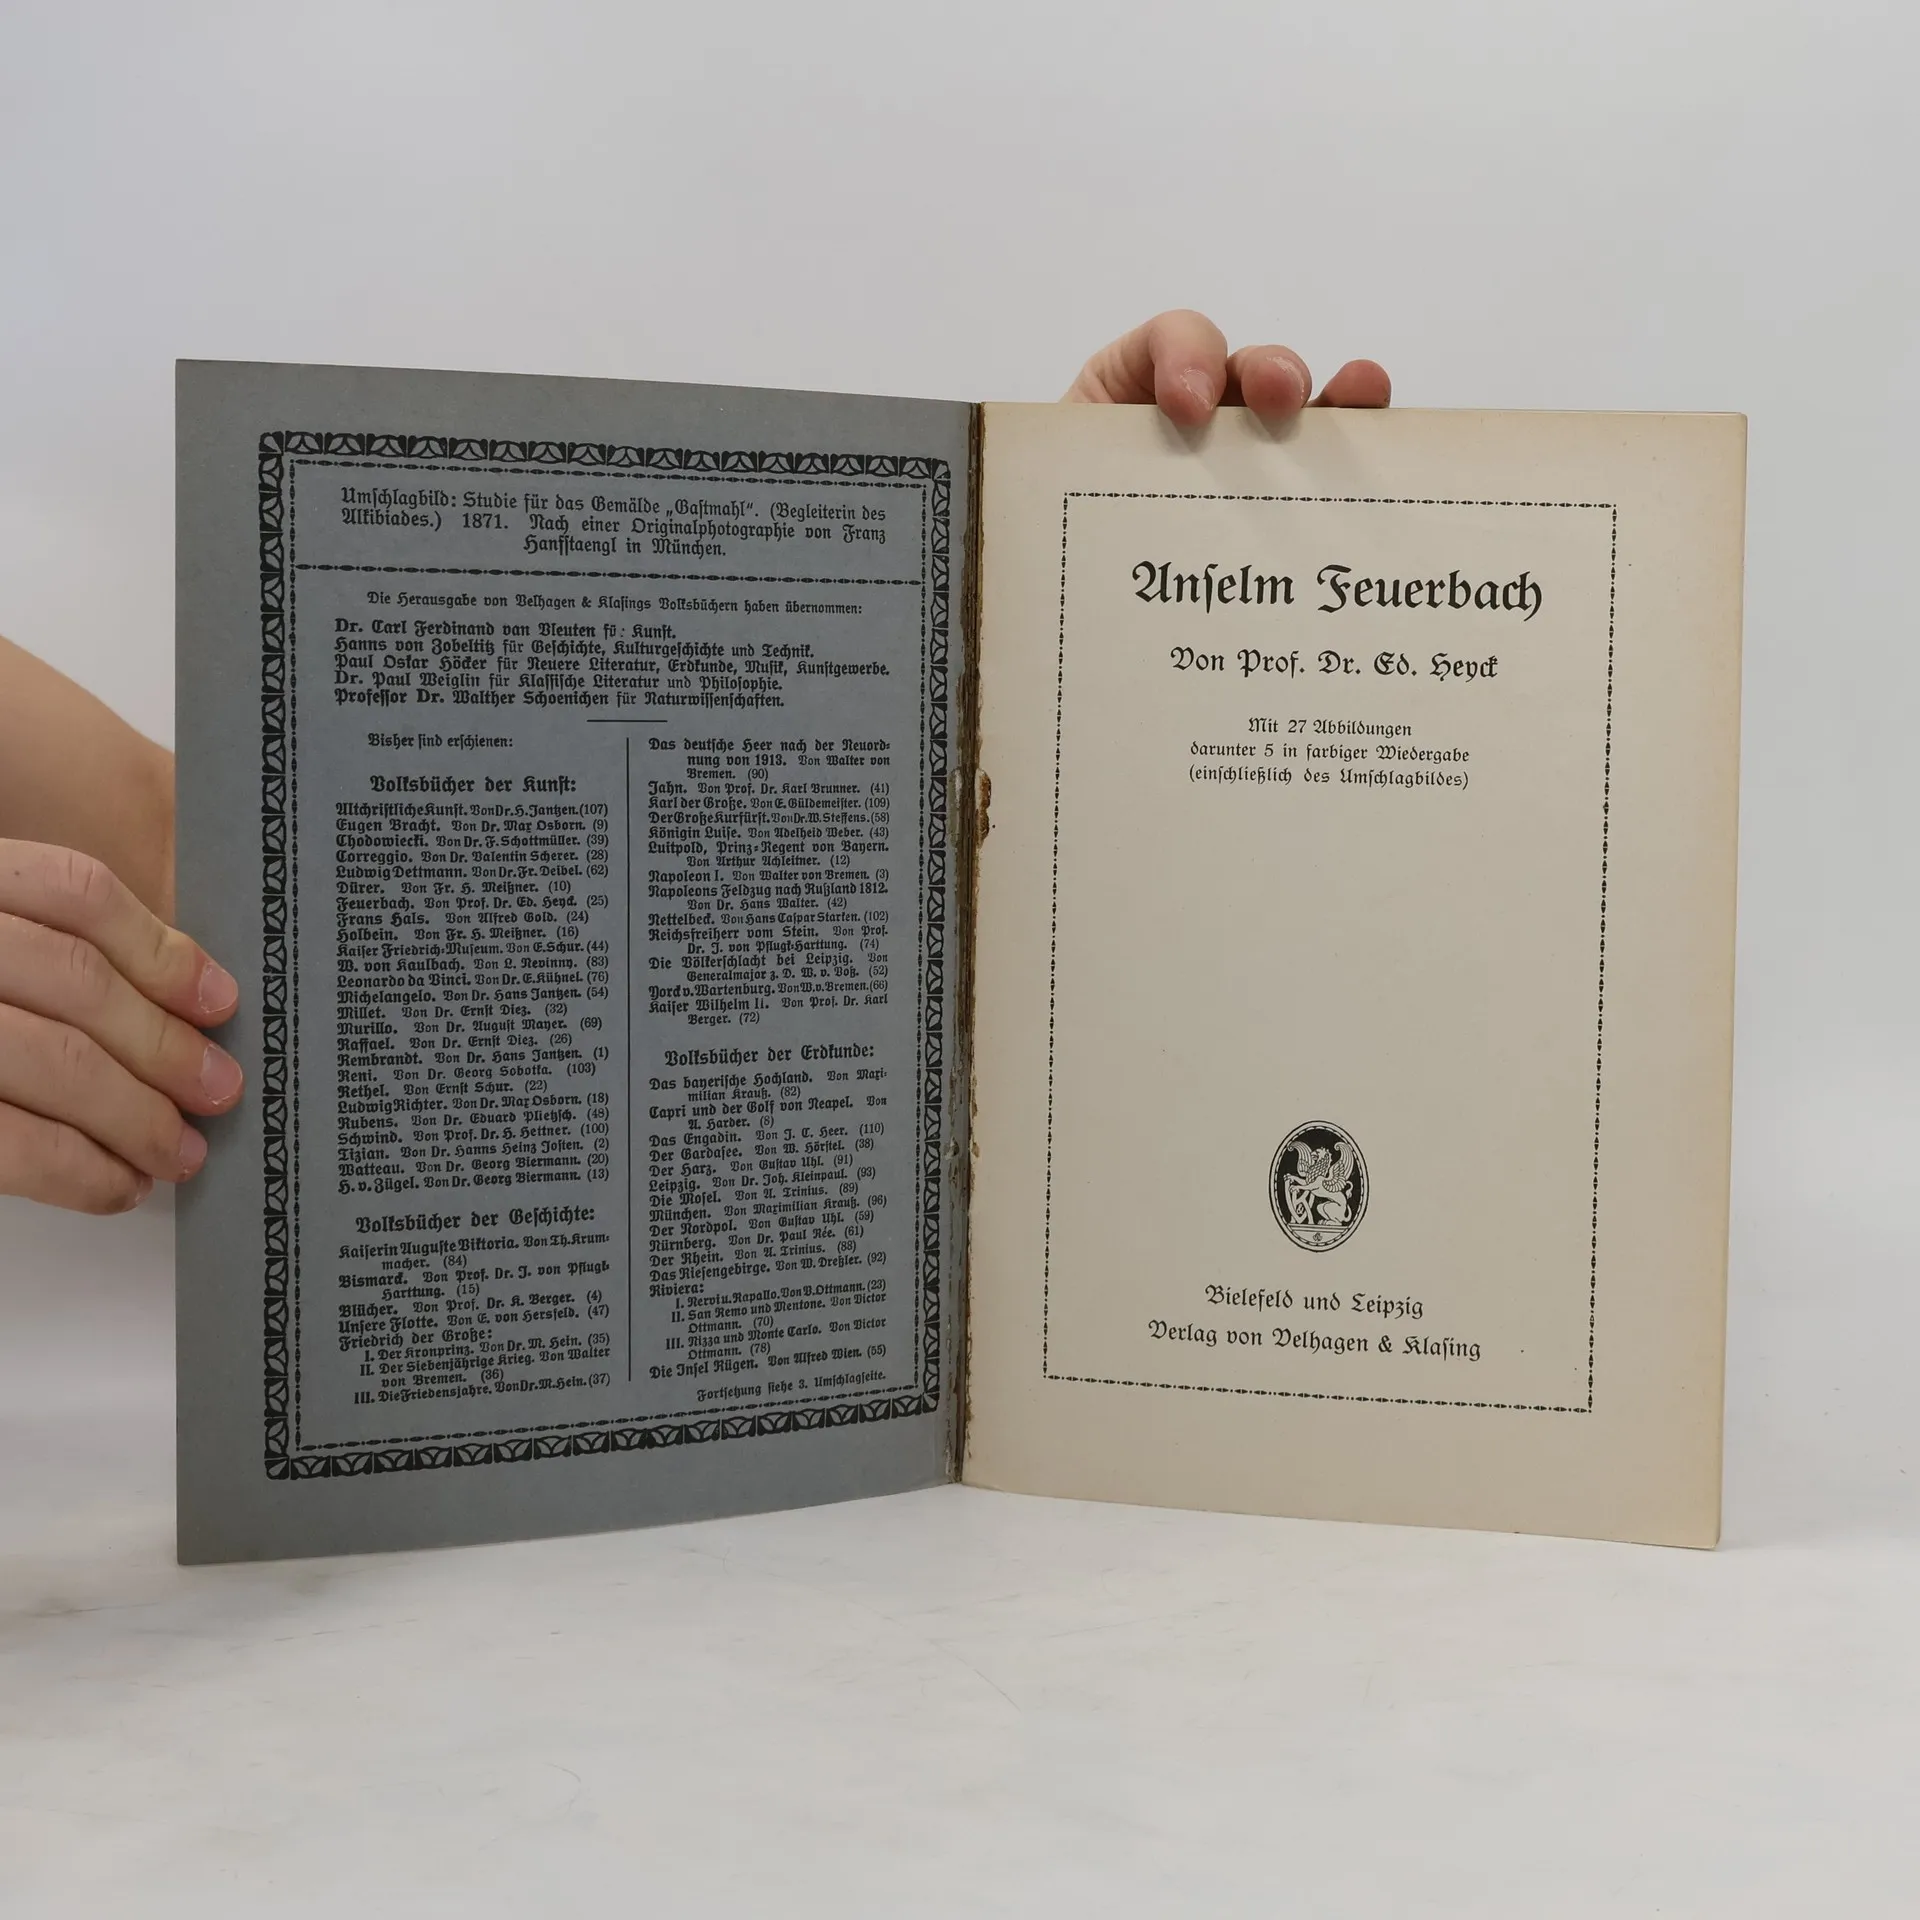 Umschlagbild: Studie für das Gemälde „Gastmahl“. (Begleiterin des
Alkibiades.) 1871. Nach einer Originalphotographie von Franz
Hanfstaengl in München.
Die Herausgabe von Velhagen & Klasings Volksbüchern haben übernommen:
Dr. Carl Ferdinand van Vleuten für Kunst.
Hanns von Zobeltitz für Geschichte, Kulturgeschichte und Technik.
Paul Oskar Höcker für Neuere Literatur, Erdkunde, Musik, Kunstgewerbe.
Dr. Paul Weiglin für Klassische Literatur und Philosophie.
Professor Dr. Walther Schoenichen für Naturwissenschaften.
Bisher sind erschienen:
Volksbücher der Kunst:
Altchristliche Kunst. Von Dr. H. Jantzen. (107)
Eugen Bracht. Von Dr. Max Osborn. (9)
Chodowiecki. Von Dr. F. Schottmüller. (39)
Correggio. Von Dr. Valentin Scherer. (28)
Ludwig Dettmann. Von Dr. Fr. Deibel. (62)
Dürer. Von Fr. H. Meißner. (10)
Feuerbach. Von Prof. Dr. Ed. Heyck. (25)
Frans Hals. Von Alfred Gold. (24)
Holbein. Von Fr. H. Meißner. (16)
Kaiser Friedrich-Museum. Von E. Schur. (44)
W. von Kaulbach. Von L. Nevinny. (83)
Leonardo da Vinci. Von Dr. E. Kühnel. (76)
Michelangelo. Von Dr. Hans Jantzen. (54)
Millet. Von Dr. Ernst Diez. (32)
Murillo. Von Dr. August Mayer. (69)
Raffael. Von Dr. Ernst Diez. (26)
Rembrandt. Von Dr. Hans Jantzen. (1)
Reni. Von Dr. Georg Sobotka. (103)
Rethel. Von Ernst Schur. (22)
Ludwig Richter. Von Dr. Max Osborn. (18)
Rubens. Von Dr. Eduard Plietzsch. (48)
Schwind. Von Prof. Dr. H. Hettner. (100)
Tizian. Von Dr. Hanns Heinz Josten. (2)
Watteau. Von Dr. Georg Biermann. (20)
H. v. Zügel. Von Dr. Georg Biermann. (13)
Volksbücher der Geschichte:
Kaiserin Auguste Viktoria. Von Th. Krum-
macher. (84)
Bismarck. Von Prof. Dr. J. von Pflugk-
Harttung. (15)
Blücher. Von Prof. Dr. K. Berger. (4)
Unsere Flotte. Von E. von Hersfeld. (47)
Friedrich der Große:
I. Der Kronprinz. Von Dr. M. Hein. (35)
II. Der Siebenjährige Krieg. Von Walter
von Bremen. (36)
III. Die Friedensjahre. Von Dr. M. Hein. (37)
Das deutsche Heer nach der Neuord-
nung von 1913. Von Walter von
Bremen. (90)
Jahn. Von Prof. Dr. Karl Brunner. (41)
Karl der Große. Von E. Güldemeister. (109)
Der Große Kurfürst. Von Dr. W. Steffens. (58)
Königin Luise. Von Adelheid Weber. (43)
Luitpold, Prinz-Regent von Bayern.
Von Arthur Achleitner. (12)
Napoleon I. Von Walter von Bremen. (3)
Napoleons Feldzug nach Rußland 1812.
Von Dr. Hans Walter. (42)
Nettelbeck. Von Hans Caspar Starken. (102)
Reichsfreiherr vom Stein. Von Prof.
Dr. J. von Pflugk-Harttung. (74)
Die Völkerschlacht bei Leipzig. Von
Generalmajor z. D. W. v. Voß. (52)
Yorck v. Wartenburg. Von W. v. Bremen. (66)
Kaiser Wilhelm II. Von Prof. Dr. Karl
Berger. (72)
Volksbücher der Erdkunde:
Das bayerische Hochland. Von Maxi-
milian Krauß. (82)
Capri und der Golf von Neapel. Von
A. Harder. (8)
Das Engadin. Von J. C. Heer. (110)
Der Gardasee. Von W. Hörstel. (38)
Der Harz. Von Gustav Uhl. (91)
Leipzig. Von Dr. Joh. Kleinpaul. (93)
Die Mosel. Von A. Trinius. (89)
München. Von Maximilian Krauß. (96)
Der Nordpol. Von Gustav Uhl. (59)
Nürnberg. Von Dr. Paul Rée. (61)
Der Rhein. Von A. Trinius. (88)
Das Riesengebirge. Von W. Dreßler. (92)
Riviera:
I. Nervi u. Rapallo. Von V. Ottmann. (23)
II. San Remo und Mentone. Von Victor
Ottmann. (70)
III. Nizza und Monte Carlo. Von Victor
Ottmann. (78)
Die Insel Rügen. Von Alfred Wien. (55)
Fortsetzung siehe 3. Umschlagseite.
Anselm Feuerbach
Von Prof. Dr. Ed. Heyck
Mit 27 Abbildungen
darunter 5 in farbiger Wiedergabe
(einschließlich des Umschlagbildes)
Bielefeld und Leipzig
Verlag von Velhagen & Klasing